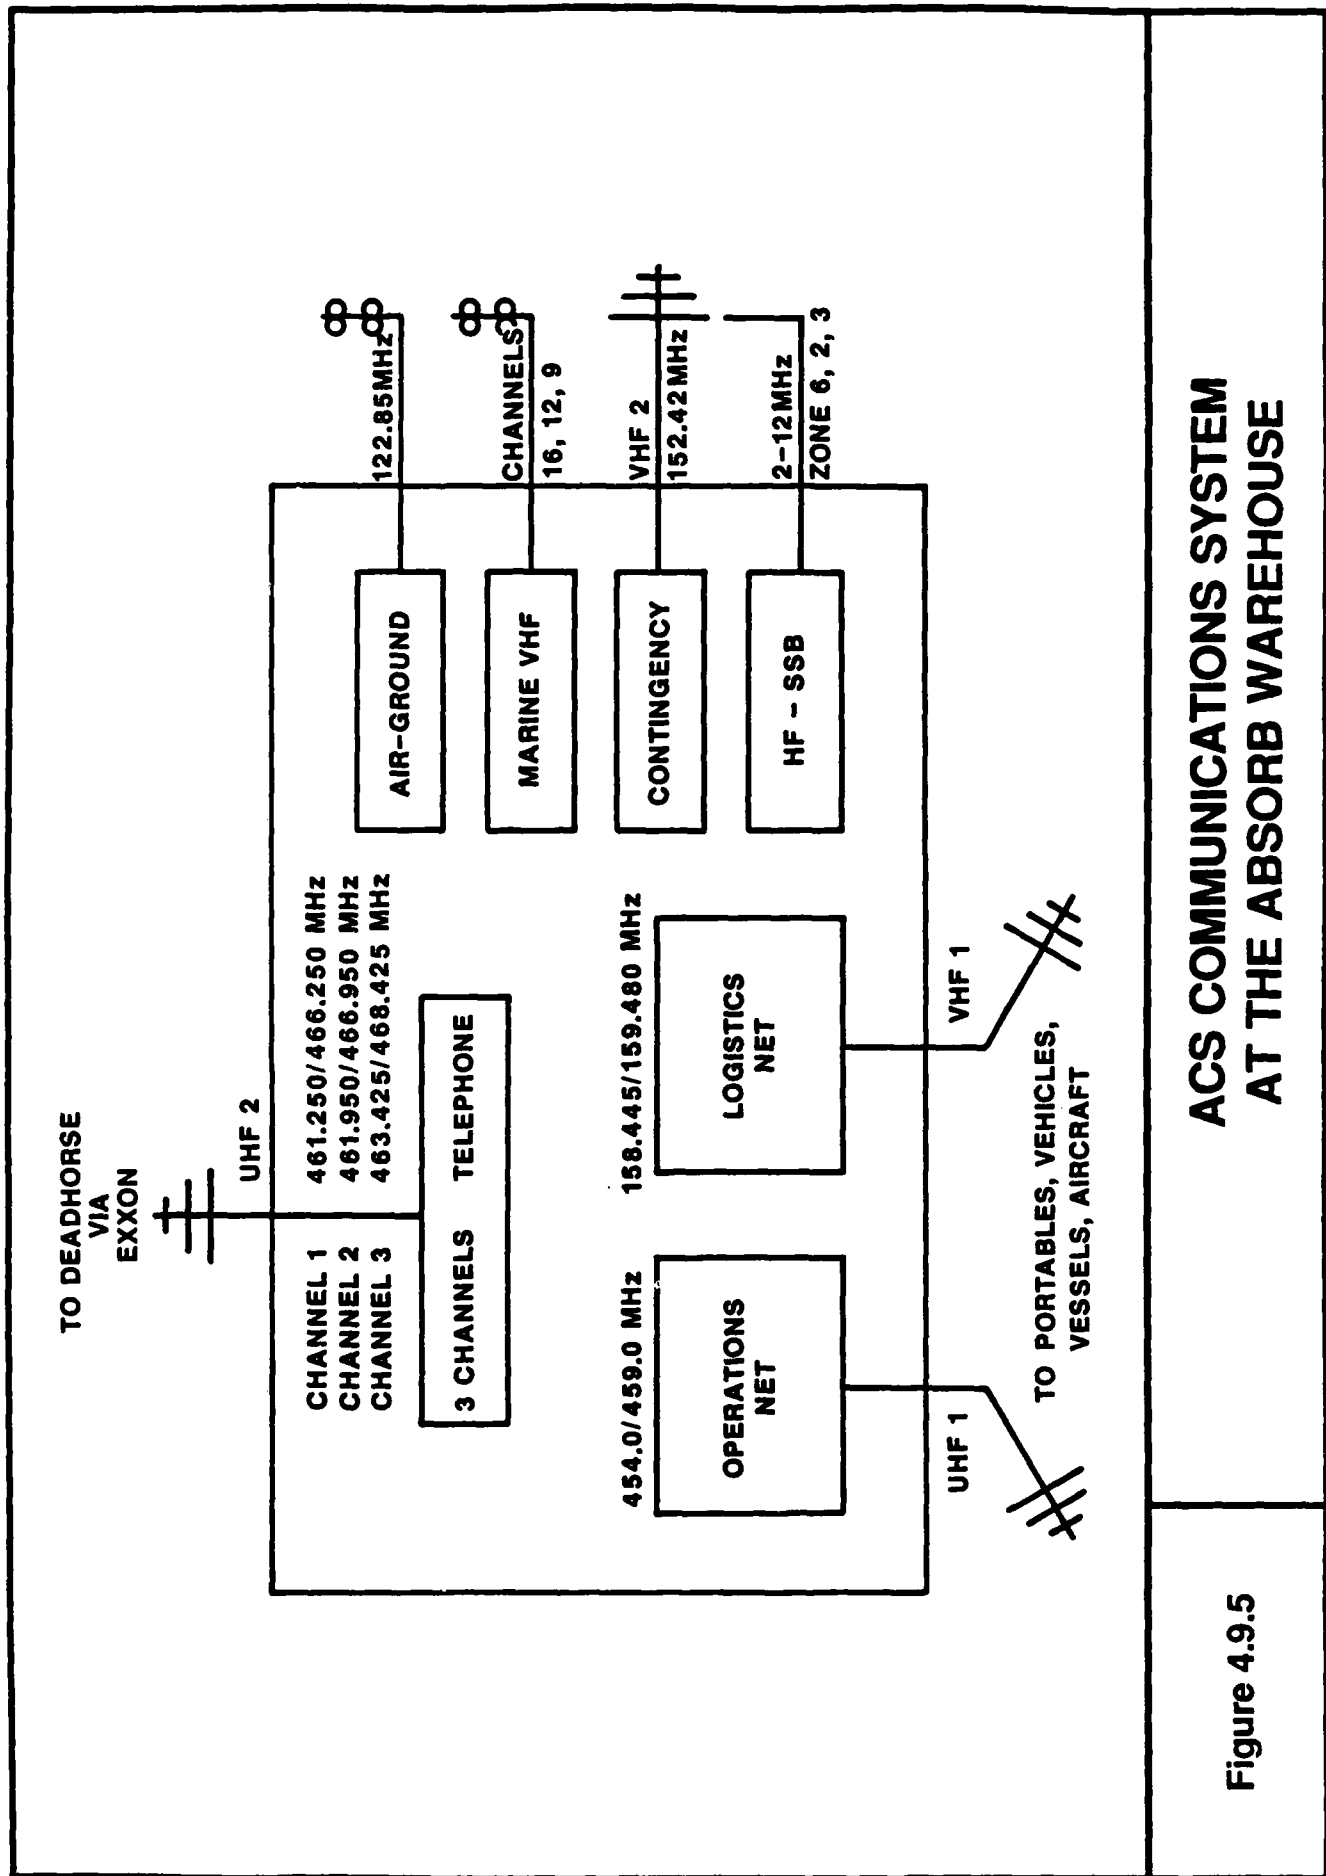 TO DEADHORSE
VIA
EXXON
UHF 2
CHANNEL 1 461.250/466.250 MHz
CHANNEL 2 461.950/466.950 MHz
CHANNEL 3 463.425/468.425 MHz
3 CHANNELS TELEPHONE
454.0/459.0 MHz
OPERATIONS
NET
UHF 1
158.445/159.480 MHz
LOGISTICS
NET
VHF 1
TO PORTABLES, VEHICLES,
VESSELS, AIRCRAFT
AIR-GROUND
122.85MHz
MARINE VHF
CHANNELS
16, 12, 9
CONTINGENCY
VHF 2
152.42MHz
HF - SSB
2-12MHz
ZONE 6, 2, 3
Figure 4.9.5
ACS COMMUNICATIONS SYSTEM
AT THE ABSORB WAREHOUSE